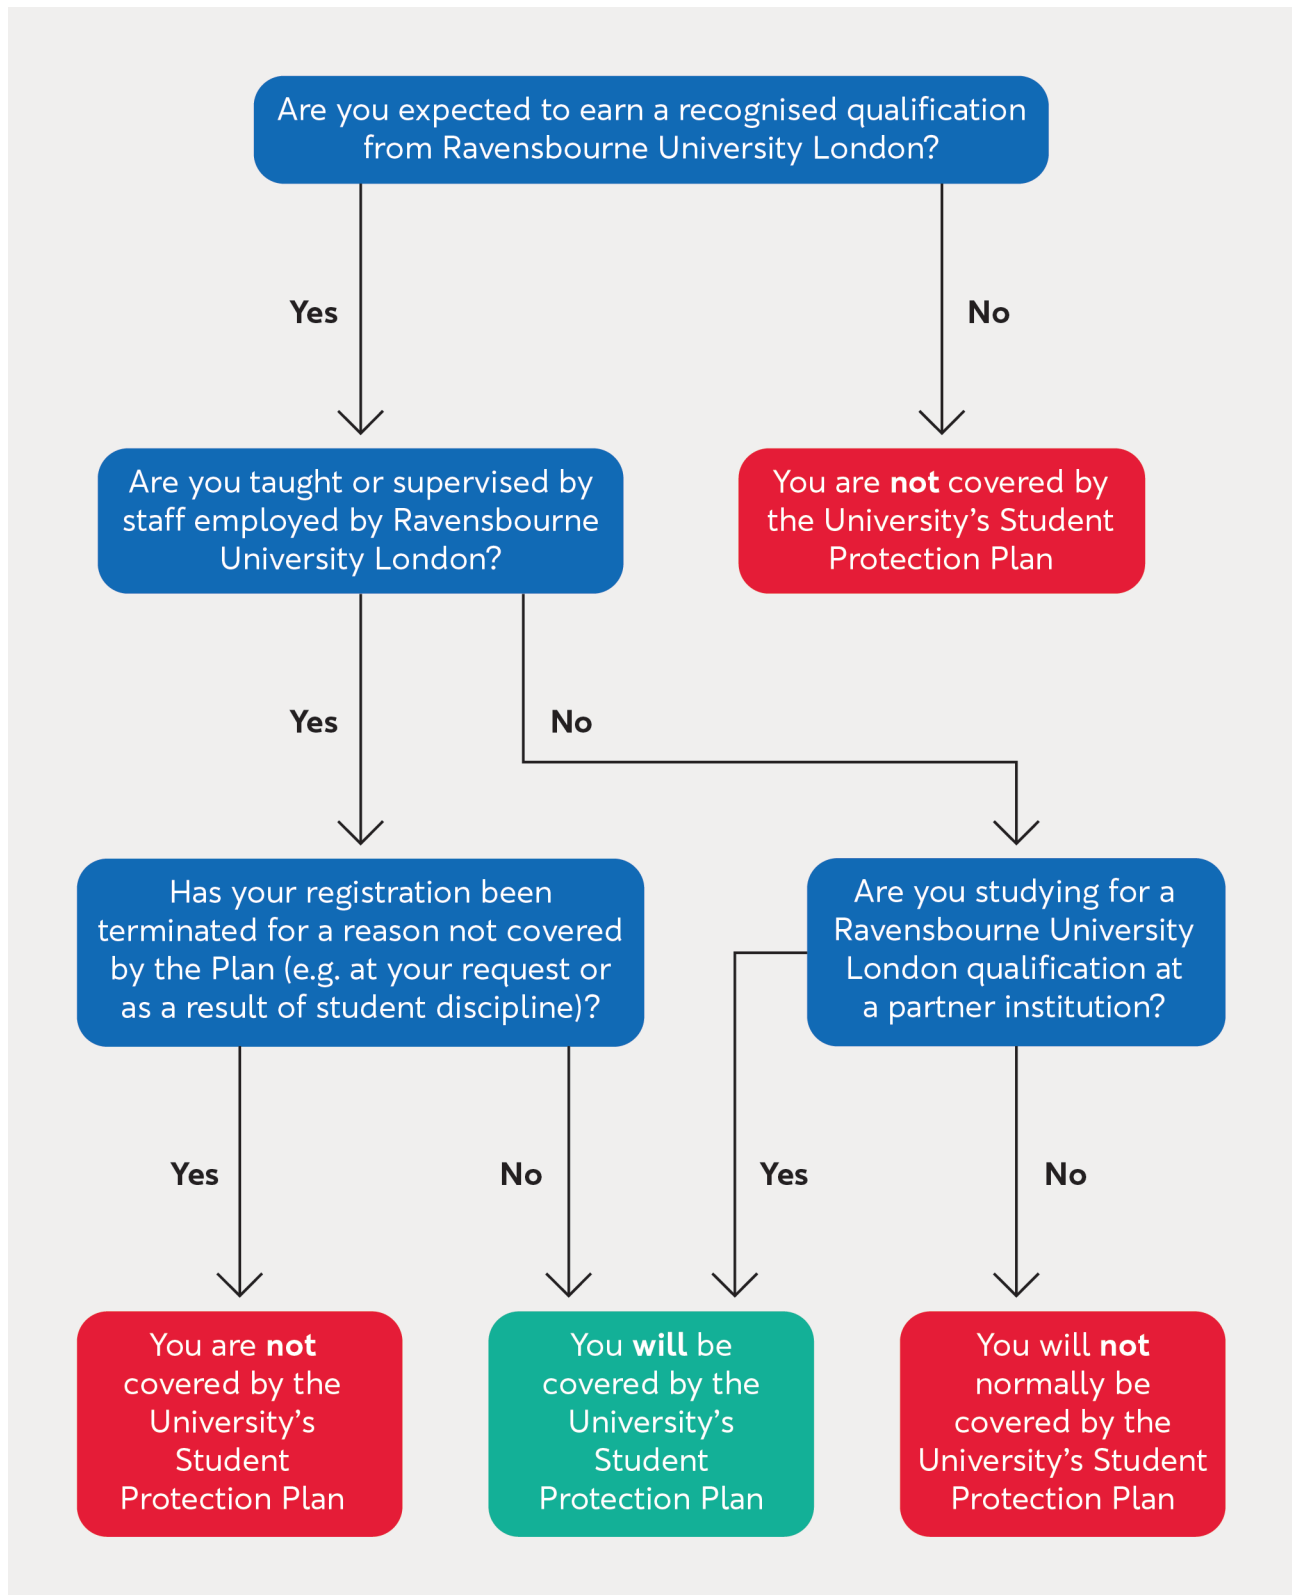 Are you expected to earn a recognised qualification
from Ravensbourne University London?
Yes
No
Are you taught or supervised by
staff employed by Ravensbourne
University London?
You are not covered by
the University’s Student
Protection Plan
Yes
No
Has your registration been
terminated for a reason not covered
by the Plan (e.g. at your request or
as a result of student discipline)?
Are you studying for a
Ravensbourne University
London qualification at
a partner institution?
Yes
No
Yes
No
You are not
covered by the
University’s
Student
Protection Plan
You will be
covered by the
University’s
Student
Protection Plan
You will not
normally be
covered by the
University’s Student
Protection Plan